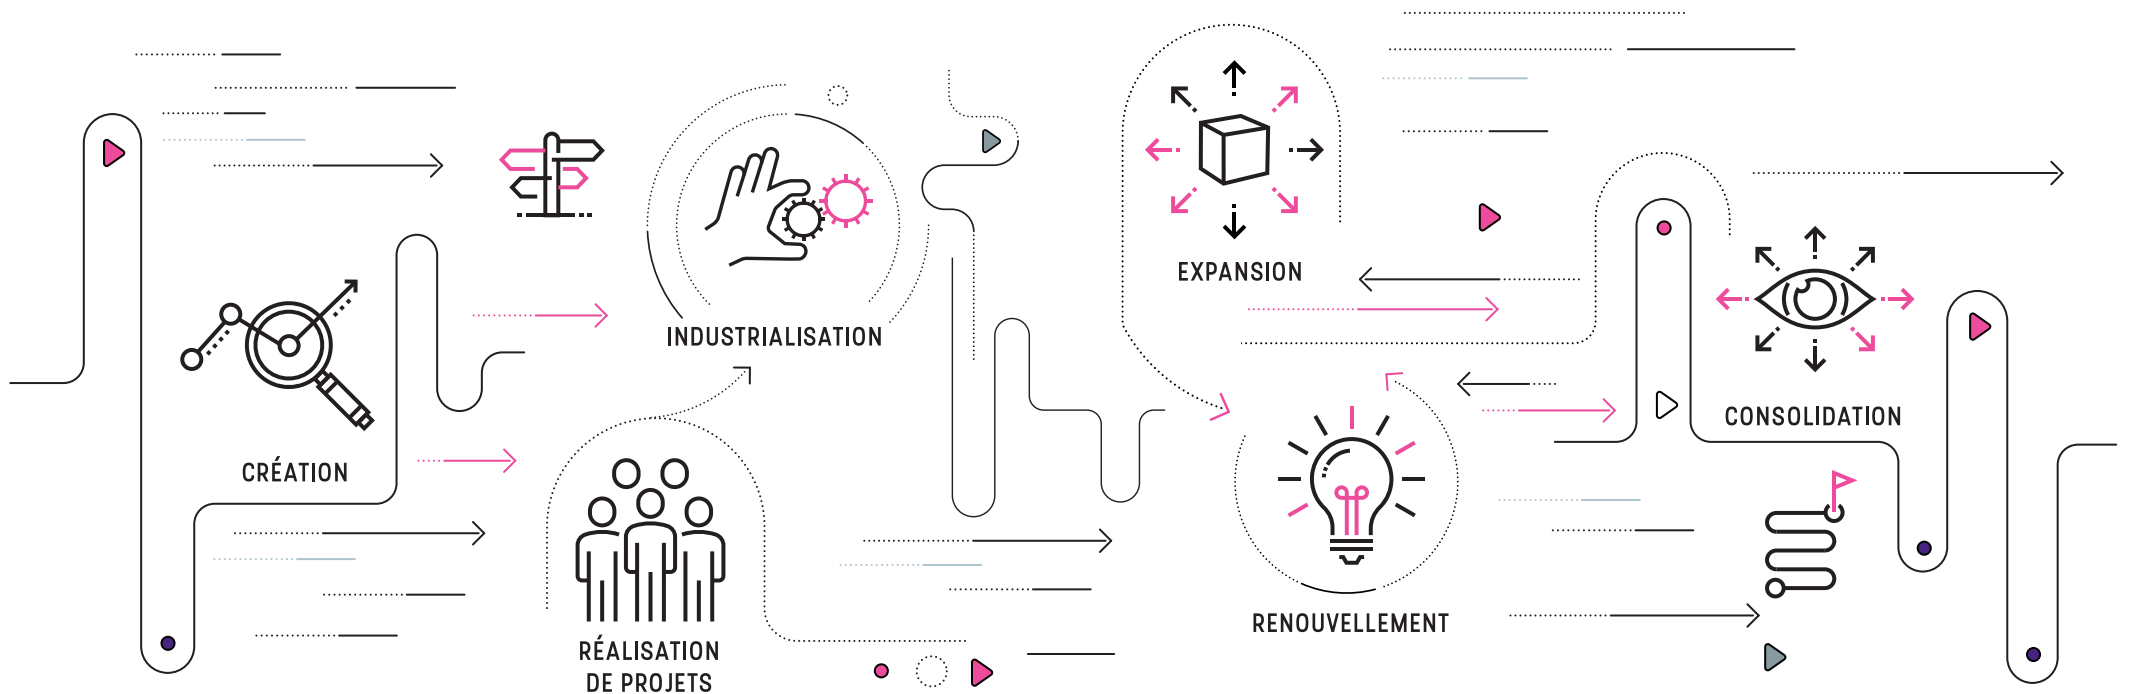 CRÉATION
RÉALISATION
DE PROJETS
INDUSTRIALISATION
EXPANSION
RENOUVELLEMENT
CONSOLIDATION